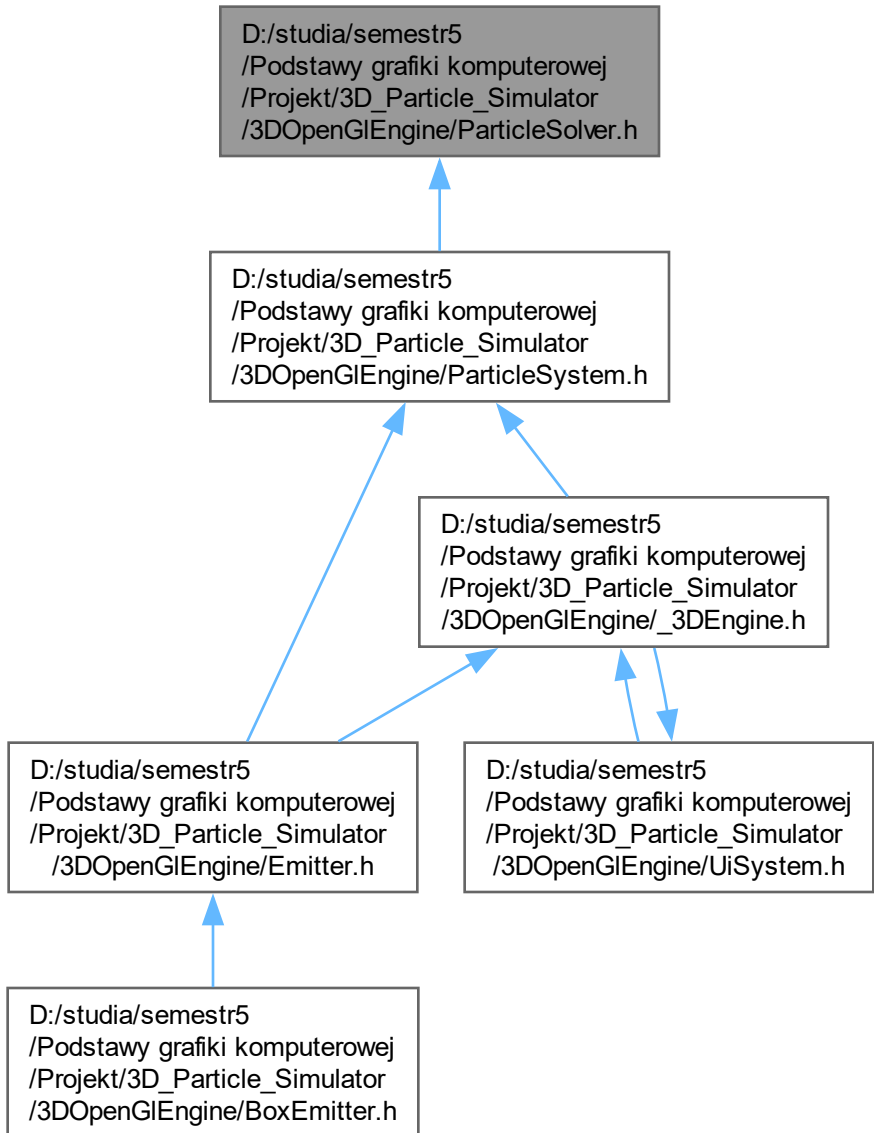 D:/studia/semestr5
/Podstawy grafiki komputerowej
/Projekt/3D_Particle_Simulator
/3DOpenGlEngine/ParticleSolver.h
D:/studia/semestr5
/Podstawy grafiki komputerowej
/Projekt/3D_Particle_Simulator
/3DOpenGlEngine/ParticleSystem.h
D:/studia/semestr5
/Podstawy grafiki komputerowej
/Projekt/3D_Particle_Simulator
/3DOpenGlEngine/_3DEngine.h
D:/studia/semestr5
/Podstawy grafiki komputerowej
/Projekt/3D_Particle_Simulator
/3DOpenGlEngine/Emitter.h
D:/studia/semestr5
/Podstawy grafiki komputerowej
/Projekt/3D_Particle_Simulator
/3DOpenGlEngine/UiSystem.h
D:/studia/semestr5
/Podstawy grafiki komputerowej
/Projekt/3D_Particle_Simulator
/3DOpenGlEngine/BoxEmitter.h